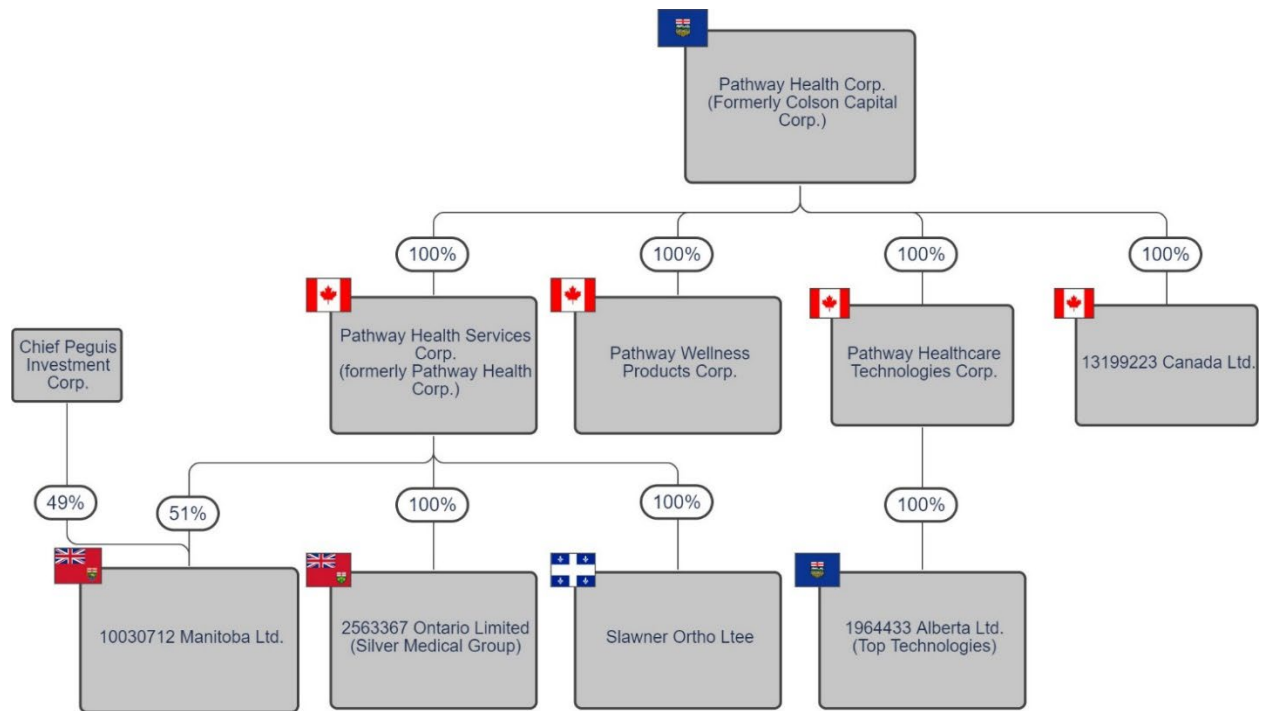 Pathway Health Corp.
(Formerly Colson Capital
Corp.)
100%
100%
100%
100%
Chief Peguis
Investment
Corp.
Pathway Health Services
Corp.
(formerly Pathway Health
Corp.)
Pathway Wellness
Products Corp.
Pathway Healthcare
Technologies Corp.
13199223 Canada Ltd.
49%
51%
100%
100%
100%
10030712 Manitoba Ltd.
2563367 Ontario Limited
(Silver Medical Group)
Slawner Ortho Ltee
1964433 Alberta Ltd.
(Top Technologies)